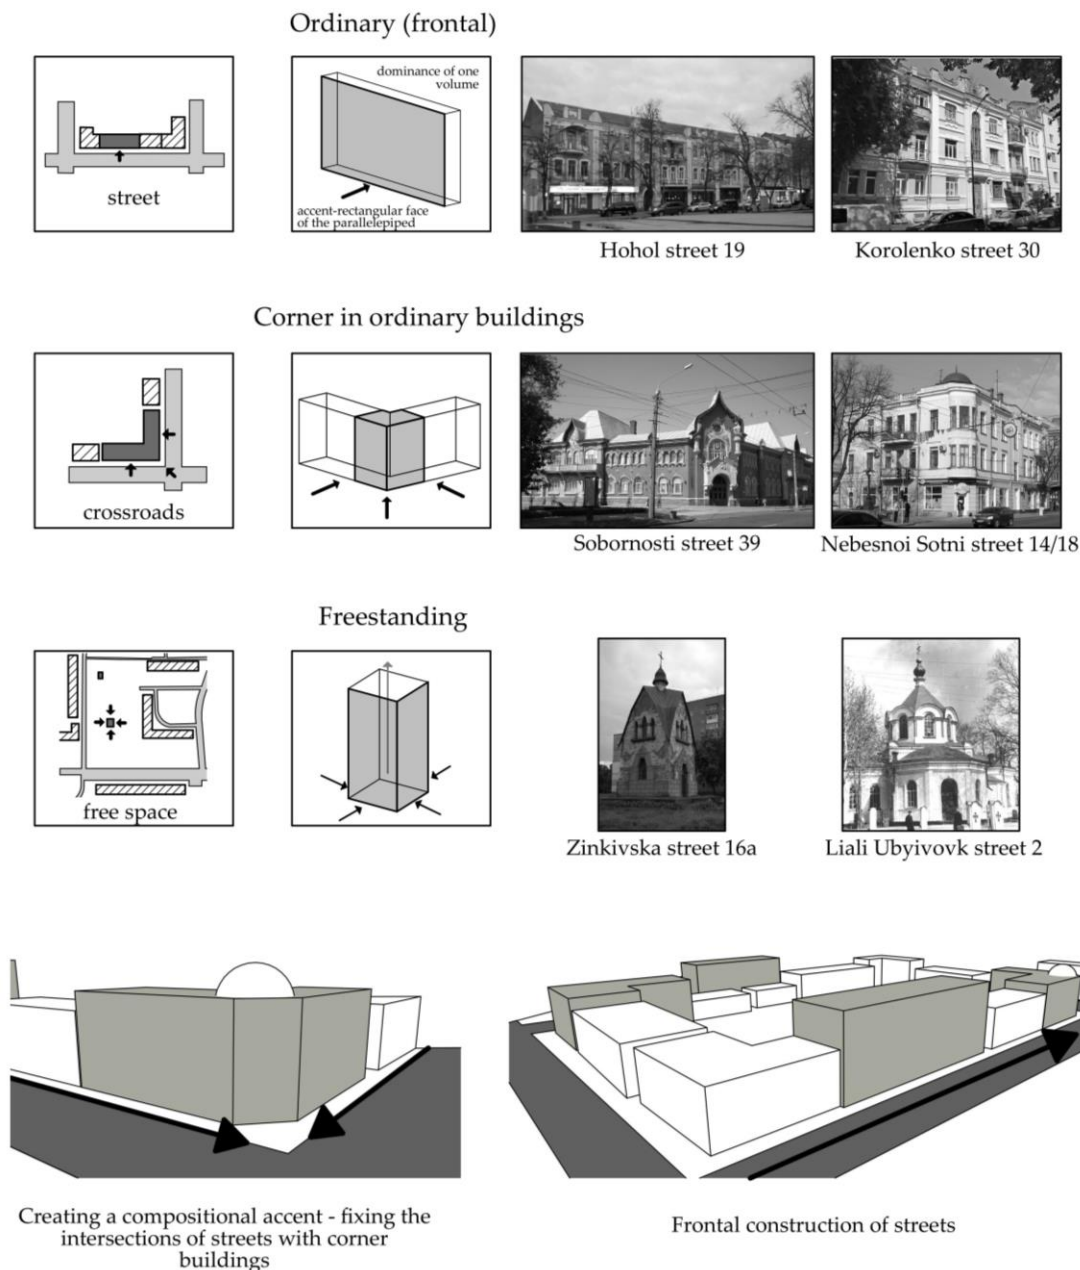 Ordinary (frontal)
street
dominance of one
volume
accent-rectangular face
of the parallelepiped
Hohol street 19
Korolenko street 30
Corner in ordinary buildings
crossroads
Sobornosti street 39
Nebesnoi Sotni street 14/18
Freestanding
free space
Zinkivska street 16a
Liali Ubyivovk street 2
Creating a compositional accent - fixing the
intersections of streets with corner
buildings
Frontal construction of streets